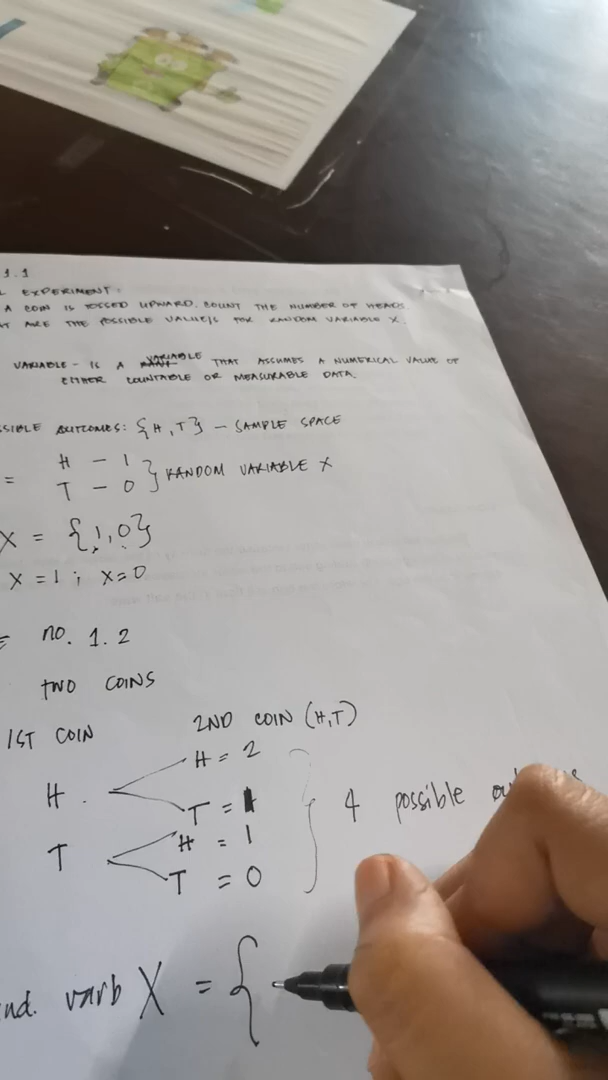 1.1
L EXPERIMENT:
A COIN IS TOSSED UPWARD. COUNT THE NUMBER OF HEADS
ARE THE POSSIBLE VALUE/S FOR RANDOM VARIABLE X.
VARIABLE - IS A VARIABLE THAT ASSUMES A NUMERICAL VALUE OF
EITHER COUNTABLE OR MEASURABLE DATA.
SSIBLE OUTCOMES: {H, T} - SAMPLE SPACE
H - 1
= T - 0 } RANDOM VARIABLE X
X = {1,0}
X = 1 ; X = 0
no. 1.2
TWO COINS
1ST COIN 2ND COIN (H,T)
H = 2
H T = 1
4 possible
T H = 1
T = 0
nd. varb X = {